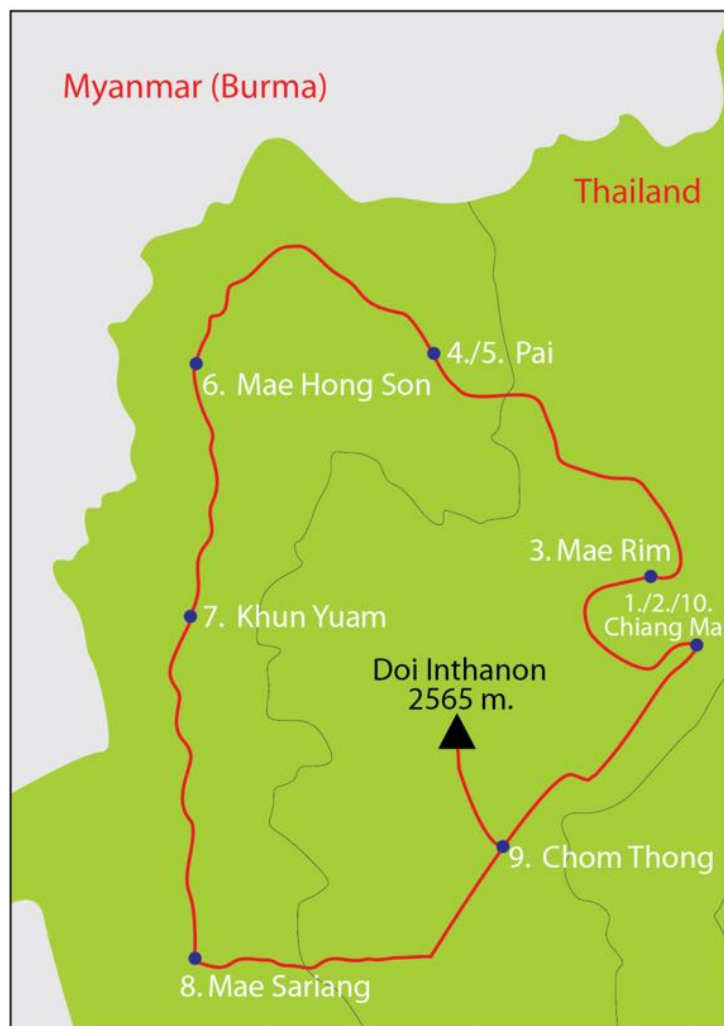 Myanmar (Burma)
Thailand
4./5. Pai
6. Mae Hong Son
3. Mae Rim
1./2./10.
Chiang Ma
7. Khun Yuam
Doi Inthanon
2565 m.
9. Chom Thong
8. Mae Sariang